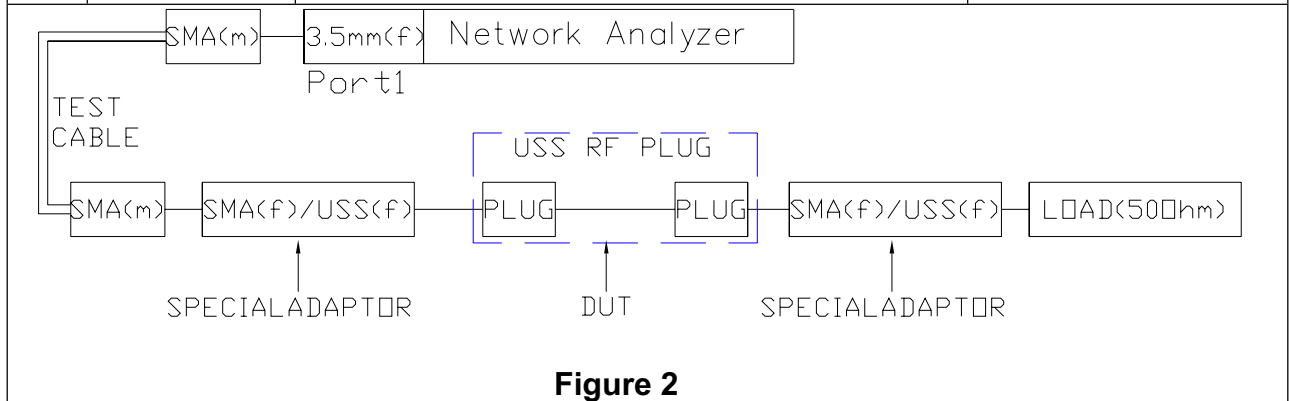 SMA(m) 3.5mm(f) Network Analyzer
Port1
TEST
CABLE
USS RF PLUG
SMA(m) SMA(f)/USS(f) PLUG PLUG SMA(f)/USS(f) LOAD(50Ohm)
SPECIALADAPTOR DUT SPECIALADAPTOR
Figure 2